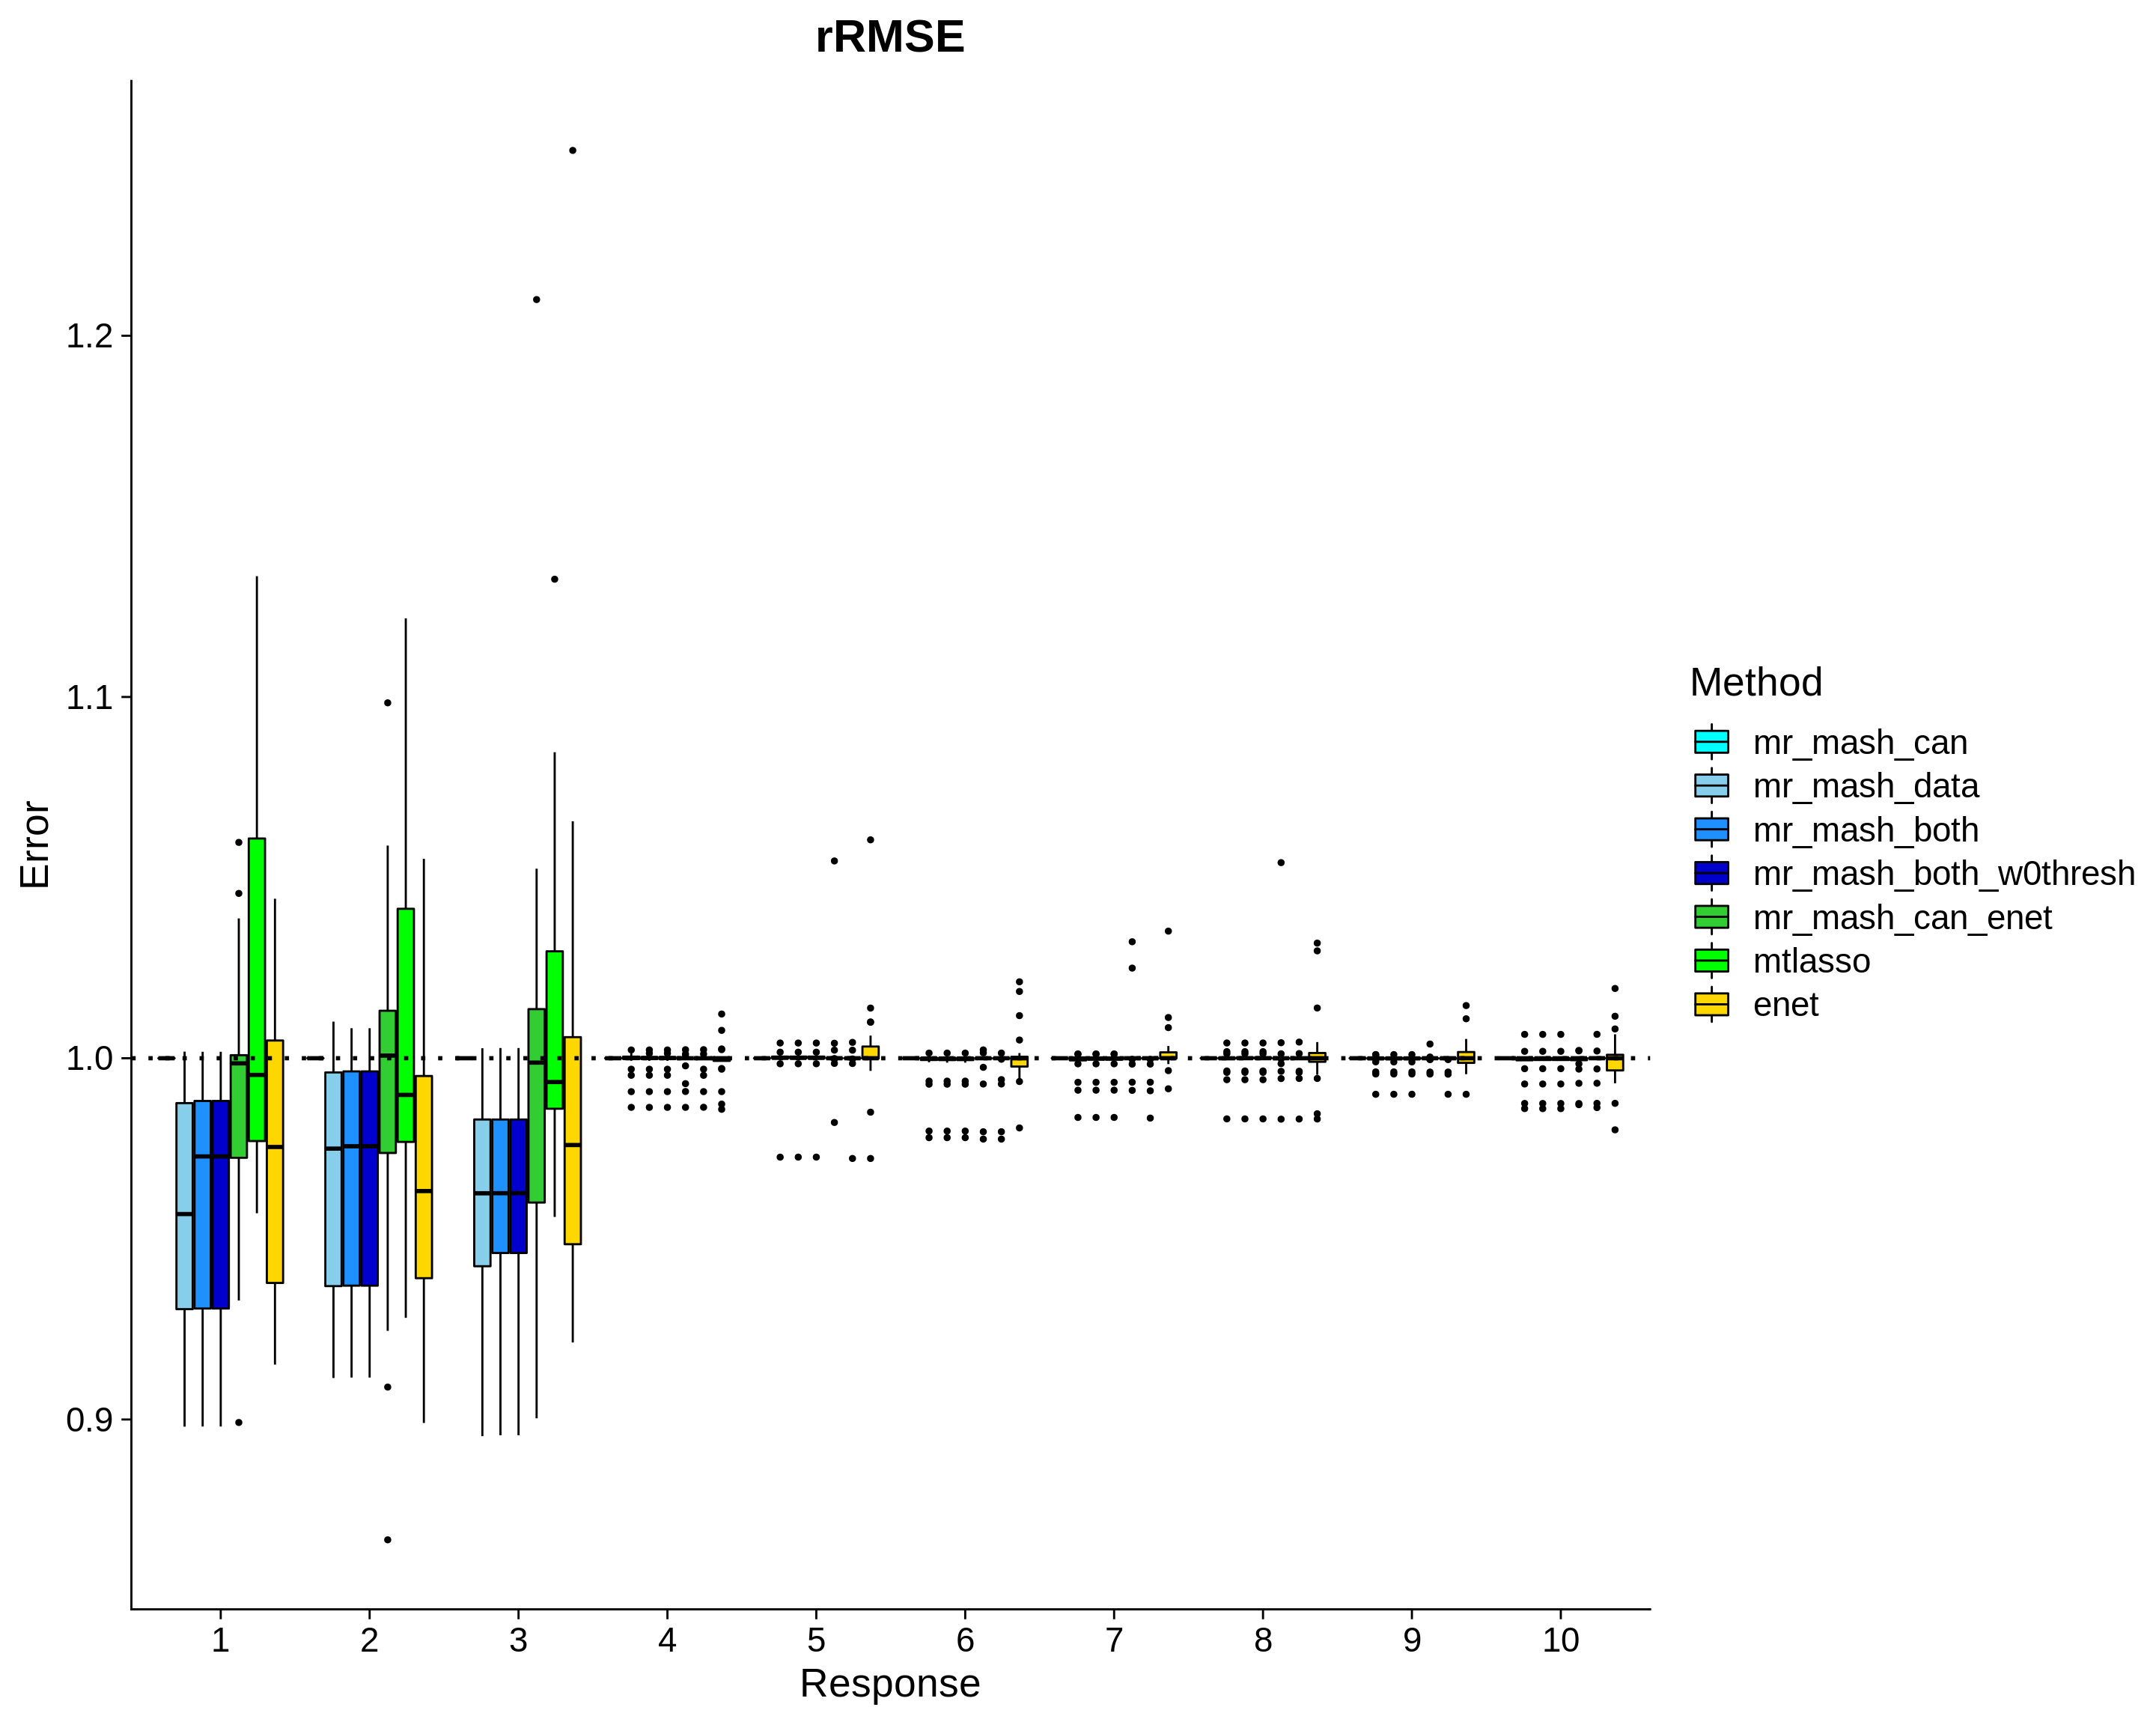 rRMSE
Error
1.2
1.1
1.0
0.9
1 2 3 4 5 6 7 8 9 10
Response
Method
mr_mash_can
mr_mash_data
mr_mash_both
mr_mash_both_w0thresh
mr_mash_can_enet
mtlasso
enet